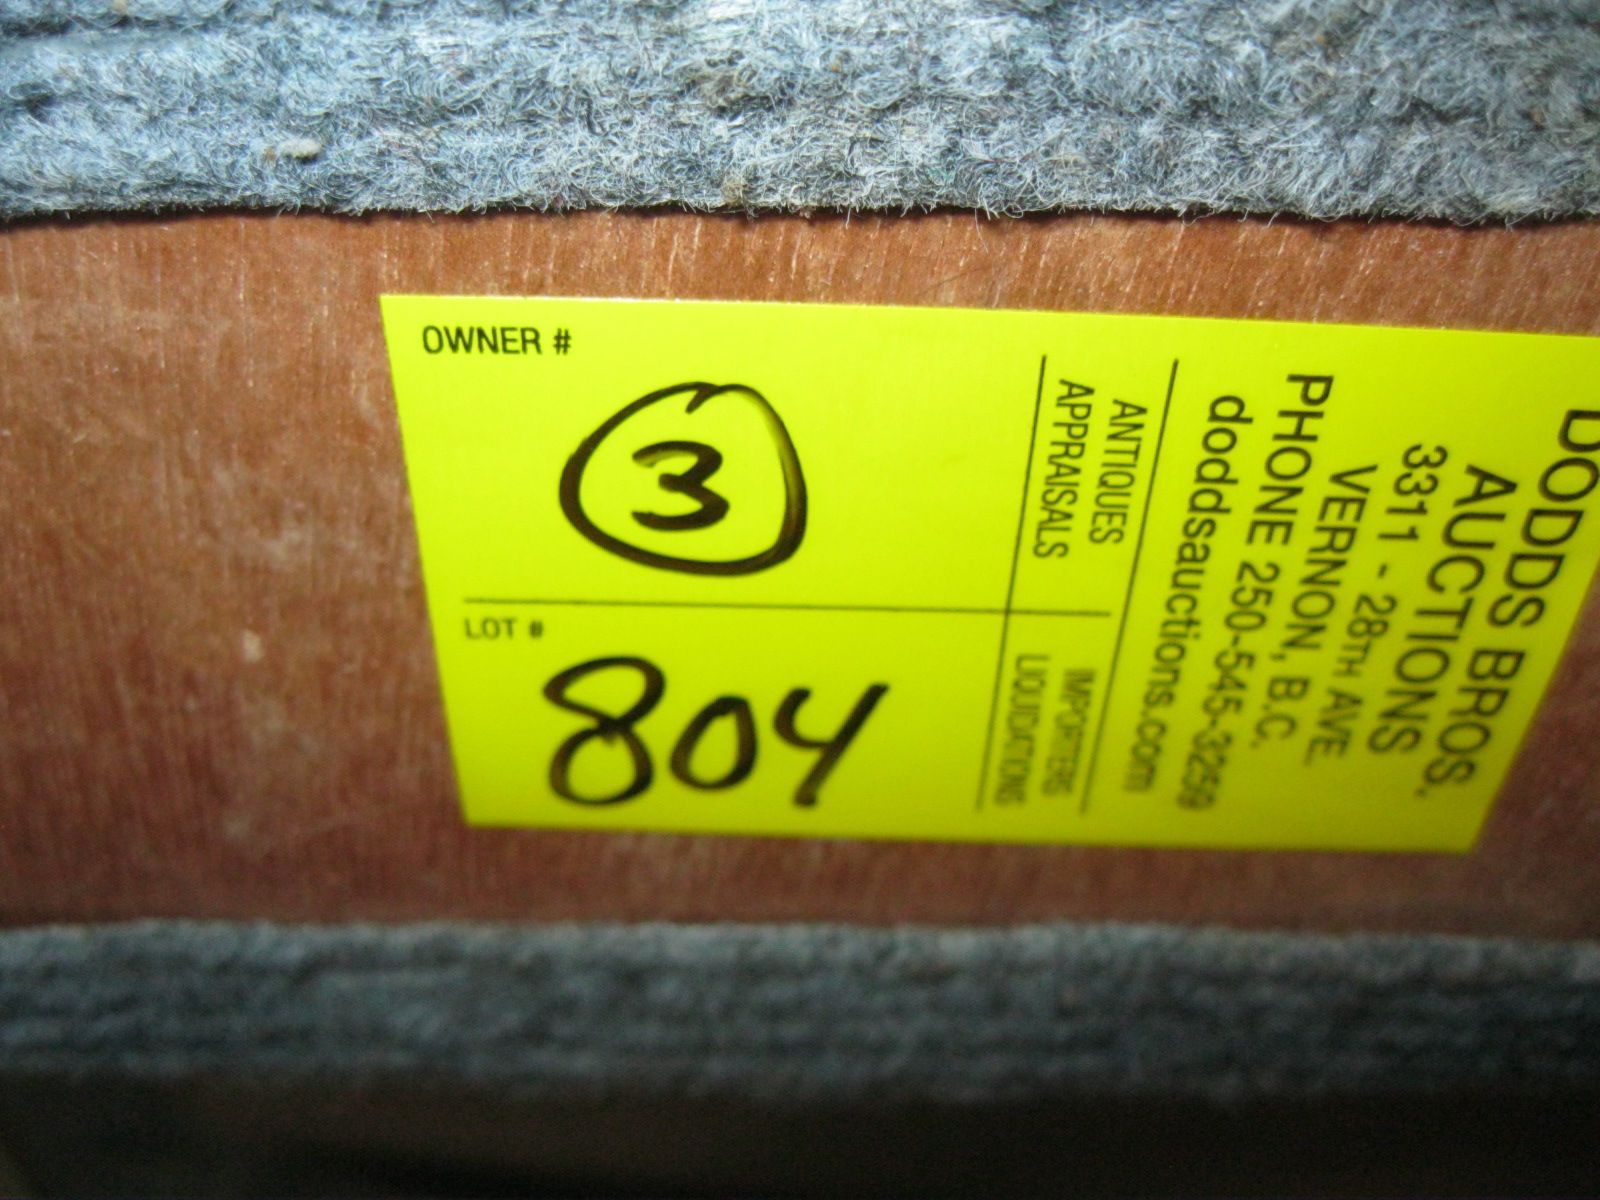 OWNER #
3
LOT #
804
DODDS BROS.
AUCTIONS
3311 - 28TH AVE.
VERNON, B.C.
PHONE 250-545-3259
doddsauctions.com
ANTIQUES IMPORTERS
APPRAISALS LIQUIDATIONS